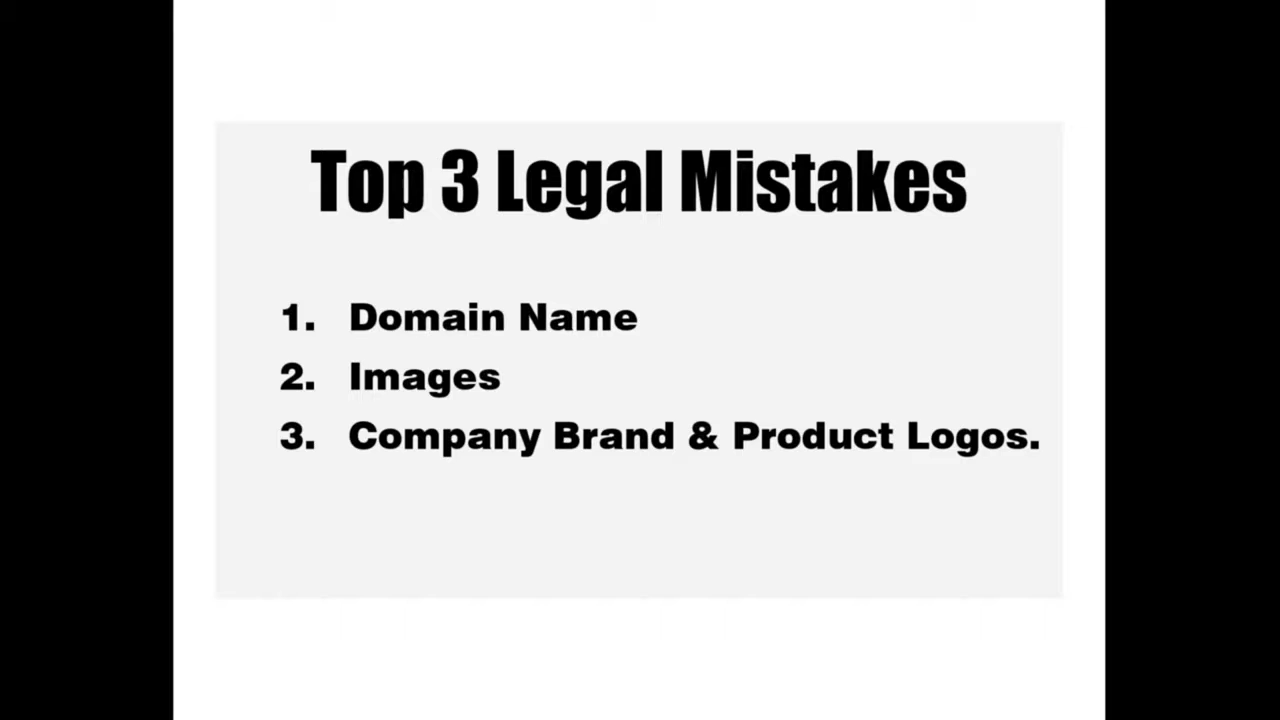 Top 3 Legal Mistakes
1. Domain Name
2. Images
3. Company Brand & Product Logos.